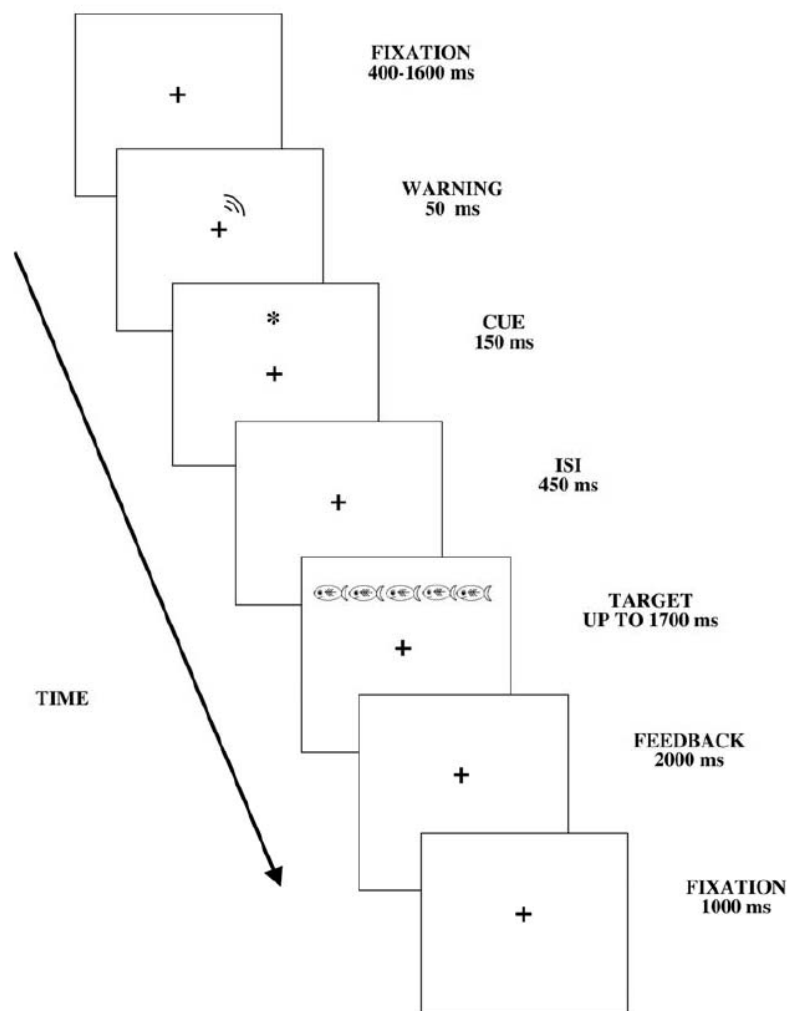 FIXATION
400-1600 ms
WARNING
50 ms
*
CUE
150 ms
ISI
450 ms
TARGET
UP TO 1700 ms
TIME
FEEDBACK
2000 ms
FIXATION
1000 ms